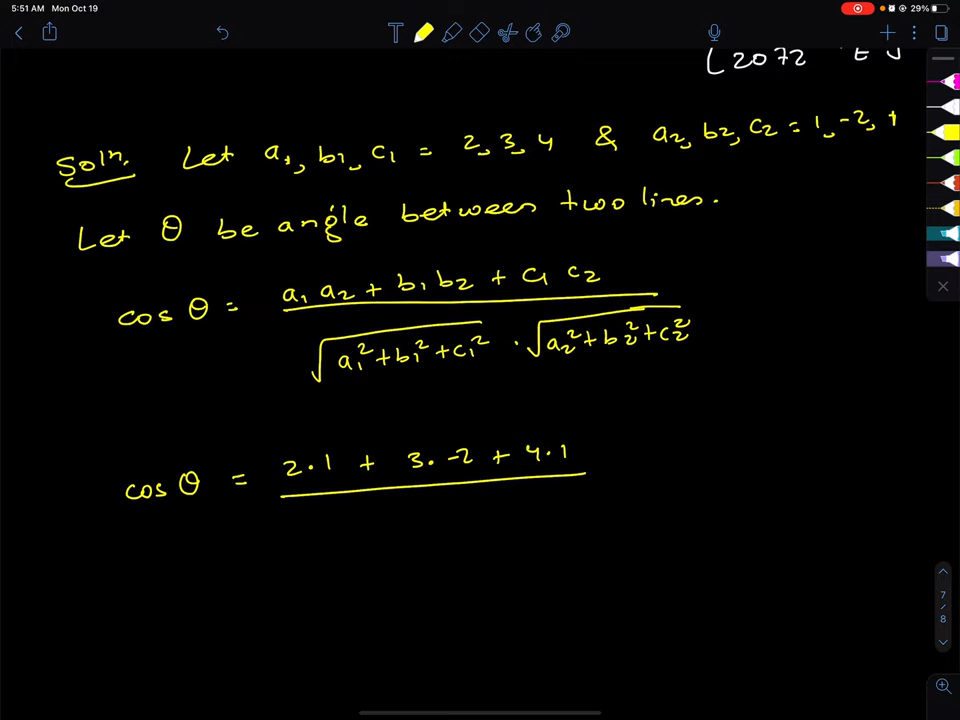 5:51 AM Mon Oct 19
29%
[2072
Soln. Let a1, b1, c1 = 2, 3, 4 & a2, b2, c2 = 1, -2, 1
Let θ be angle between two lines.
cos θ = (a1 a2 + b1 b2 + c1 c2) / (√(a1² + b1² + c1²) · √(a2² + b2² + c2²))
cos θ = 2·1 + 3·-2 + 4·1
7
/
8